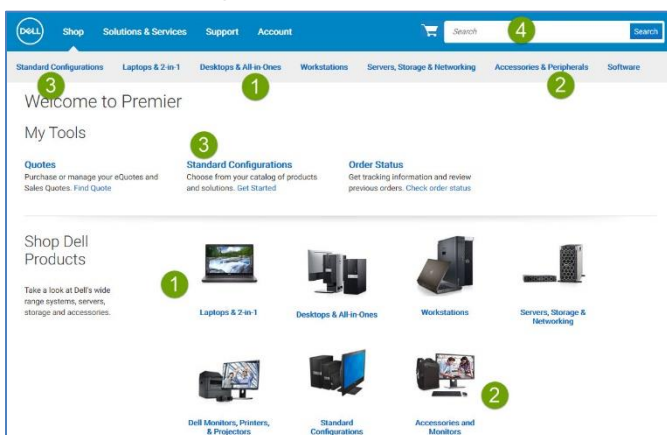 DELL Shop Solutions & Services Support Account Search 4 Search
Standard Configurations Laptops & 2-in-1 Desktops & All-in-Ones Workstations Servers, Storage & Networking Accessories & Peripherals Software
3 1 2
Welcome to Premier
My Tools
3
Quotes Standard Configurations Order Status
Purchase or manage your eQuotes and Choose from your catalog of products Get tracking information and review
Sales Quotes. Find Quote and solutions. Get Started previous orders. Check order status
Shop Dell
Products
1
Take a look at Dell's wide
range systems, servers,
storage and accessories.
Laptops & 2-in-1 Desktops & All-in-Ones Workstations Servers, Storage &
Networking
2
Dell Monitors, Printers, Standard Accessories and
& Projectors Configurations Monitors